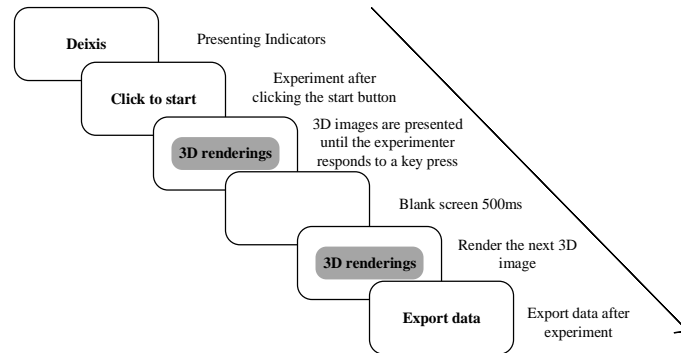 Deixis
Presenting Indicators
Click to start
Experiment after
clicking the start button
3D renderings
3D images are presented
until the experimenter
responds to a key press
Blank screen 500ms
3D renderings
Render the next 3D
image
Export data
Export data after
experiment